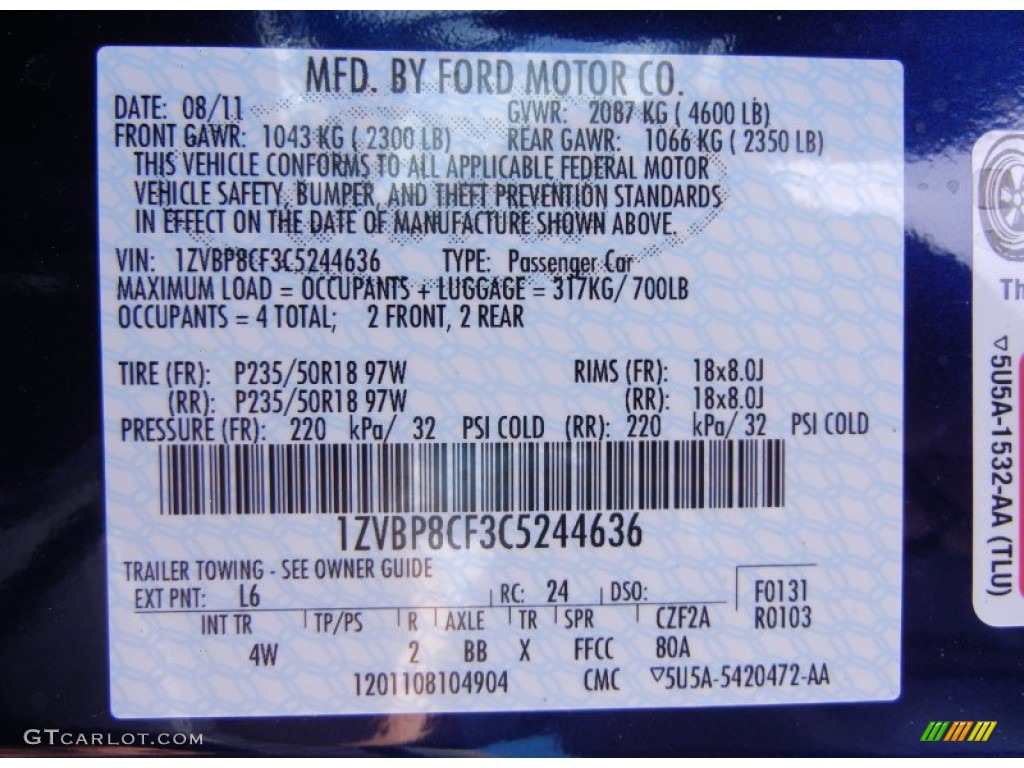 MFD. BY FORD MOTOR CO.
DATE: 08/11 GVWR: 2087 KG ( 4600 LB)
FRONT GAWR: 1043 KG ( 2300 LB) REAR GAWR: 1066 KG ( 2350 LB)
THIS VEHICLE CONFORMS TO ALL APPLICABLE FEDERAL MOTOR
VEHICLE SAFETY, BUMPER, AND THEFT PREVENTION STANDARDS
IN EFFECT ON THE DATE OF MANUFACTURE SHOWN ABOVE.
VIN: 1ZVBP8CF3C5244636 TYPE: Passenger Car
MAXIMUM LOAD = OCCUPANTS + LUGGAGE = 317KG/ 700LB
OCCUPANTS = 4 TOTAL; 2 FRONT, 2 REAR
TIRE (FR): P235/50R18 97W RIMS (FR): 18x8.0J
(RR): P235/50R18 97W (RR): 18x8.0J
PRESSURE (FR): 220 kPa/ 32 PSI COLD (RR): 220 kPa/ 32 PSI COLD
1ZVBP8CF3C5244636
TRAILER TOWING - SEE OWNER GUIDE
EXT PNT: L6 RC: 24 DSO: F0131
INT TR TP/PS R AXLE TR SPR CZF2A R0103
4W 2 BB X FFCC 80A
1201108104904 CMC ▽5U5A-5420472-AA
Th
▽5U5A-1532-AA (TLU)
GTCARLOT.COM